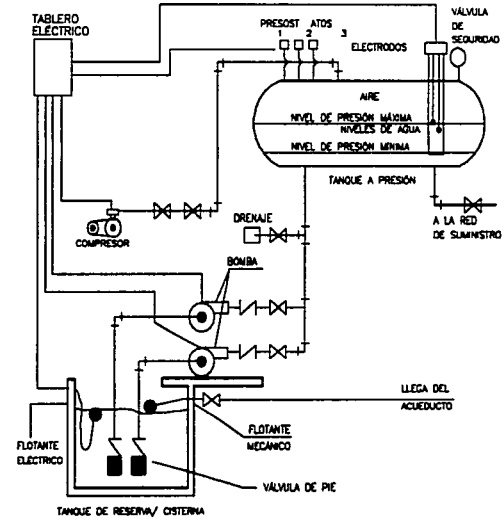 TABLERO
ELÉCTRICO
PRESOST ATOS
1 2 3
ELECTRODOS
VÁLVULA
DE
SEGURIDAD
AIRE
NIVEL DE PRESIÓN MÁXIMA
NIVELES DE AGUA
NIVEL DE PRESIÓN MÍNIMA
TANQUE A PRESIÓN
A LA RED
DE SUMINISTRO
COMPRESOR
DRENAJE
BOMBA
LLEGA DEL
ACUEDUCTO
FLOTANTE
ELÉCTRICO
FLOTANTE
MECÁNICO
VÁLVULA DE PIE
TANQUE DE RESERVA/ CISTERNA